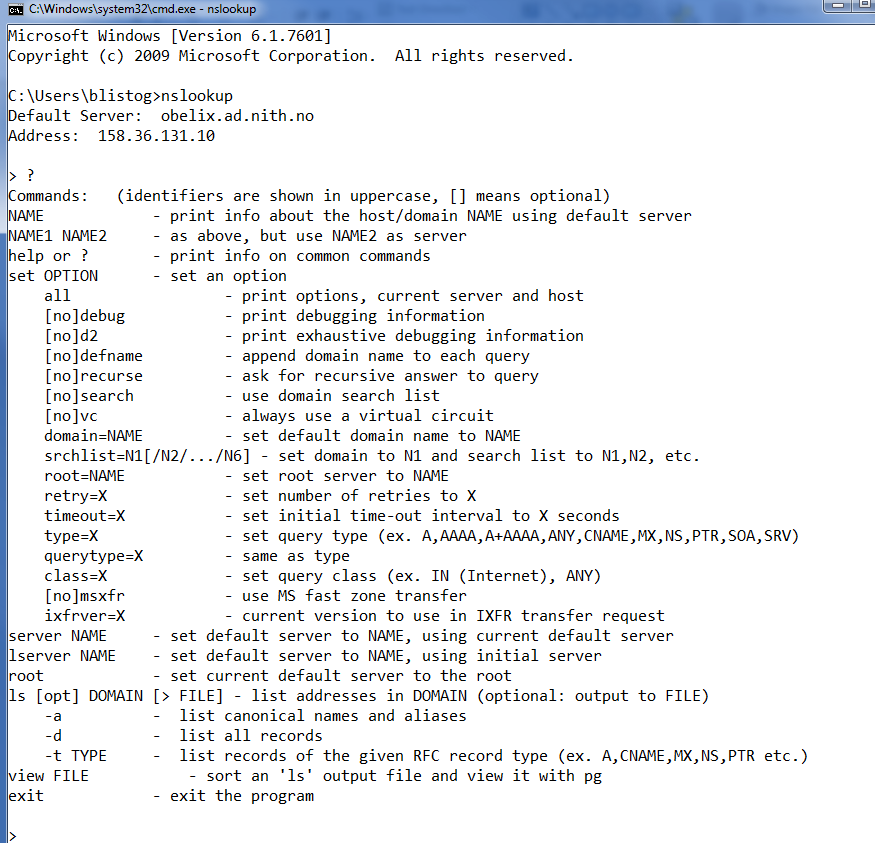 C:\Windows\system32\cmd.exe - nslookup
Microsoft Windows [Version 6.1.7601]
Copyright (c) 2009 Microsoft Corporation.  All rights reserved.
C:\Users\blistog>nslookup
Default Server:  obelix.ad.nith.no
Address:  158.36.131.10
> ?
Commands:   (identifiers are shown in uppercase, [] means optional)
NAME            - print info about the host/domain NAME using default server
NAME1 NAME2     - as above, but use NAME2 as server
help or ?       - print info on common commands
set OPTION      - set an option
    all                 - print options, current server and host
    [no]debug           - print debugging information
    [no]d2              - print exhaustive debugging information
    [no]defname         - append domain name to each query
    [no]recurse         - ask for recursive answer to query
    [no]search          - use domain search list
    [no]vc              - always use a virtual circuit
    domain=NAME         - set default domain name to NAME
    srchlist=N1[/N2/.../N6] - set domain to N1 and search list to N1,N2, etc.
    root=NAME           - set root server to NAME
    retry=X             - set number of retries to X
    timeout=X           - set initial time-out interval to X seconds
    type=X              - set query type (ex. A,AAAA,A+AAAA,ANY,CNAME,MX,NS,PTR,SOA,SRV)
    querytype=X         - same as type
    class=X             - set query class (ex. IN (Internet), ANY)
    [no]msxfr           - use MS fast zone transfer
    ixfrver=X           - current version to use in IXFR transfer request
server NAME     - set default server to NAME, using current default server
lserver NAME    - set default server to NAME, using initial server
root            - set current default server to the root
ls [opt] DOMAIN [> FILE] - list addresses in DOMAIN (optional: output to FILE)
    -a          -  list canonical names and aliases
    -d          -  list all records
    -t TYPE     -  list records of the given RFC record type (ex. A,CNAME,MX,NS,PTR etc.)
view FILE           - sort an 'ls' output file and view it with pg
exit            - exit the program
>